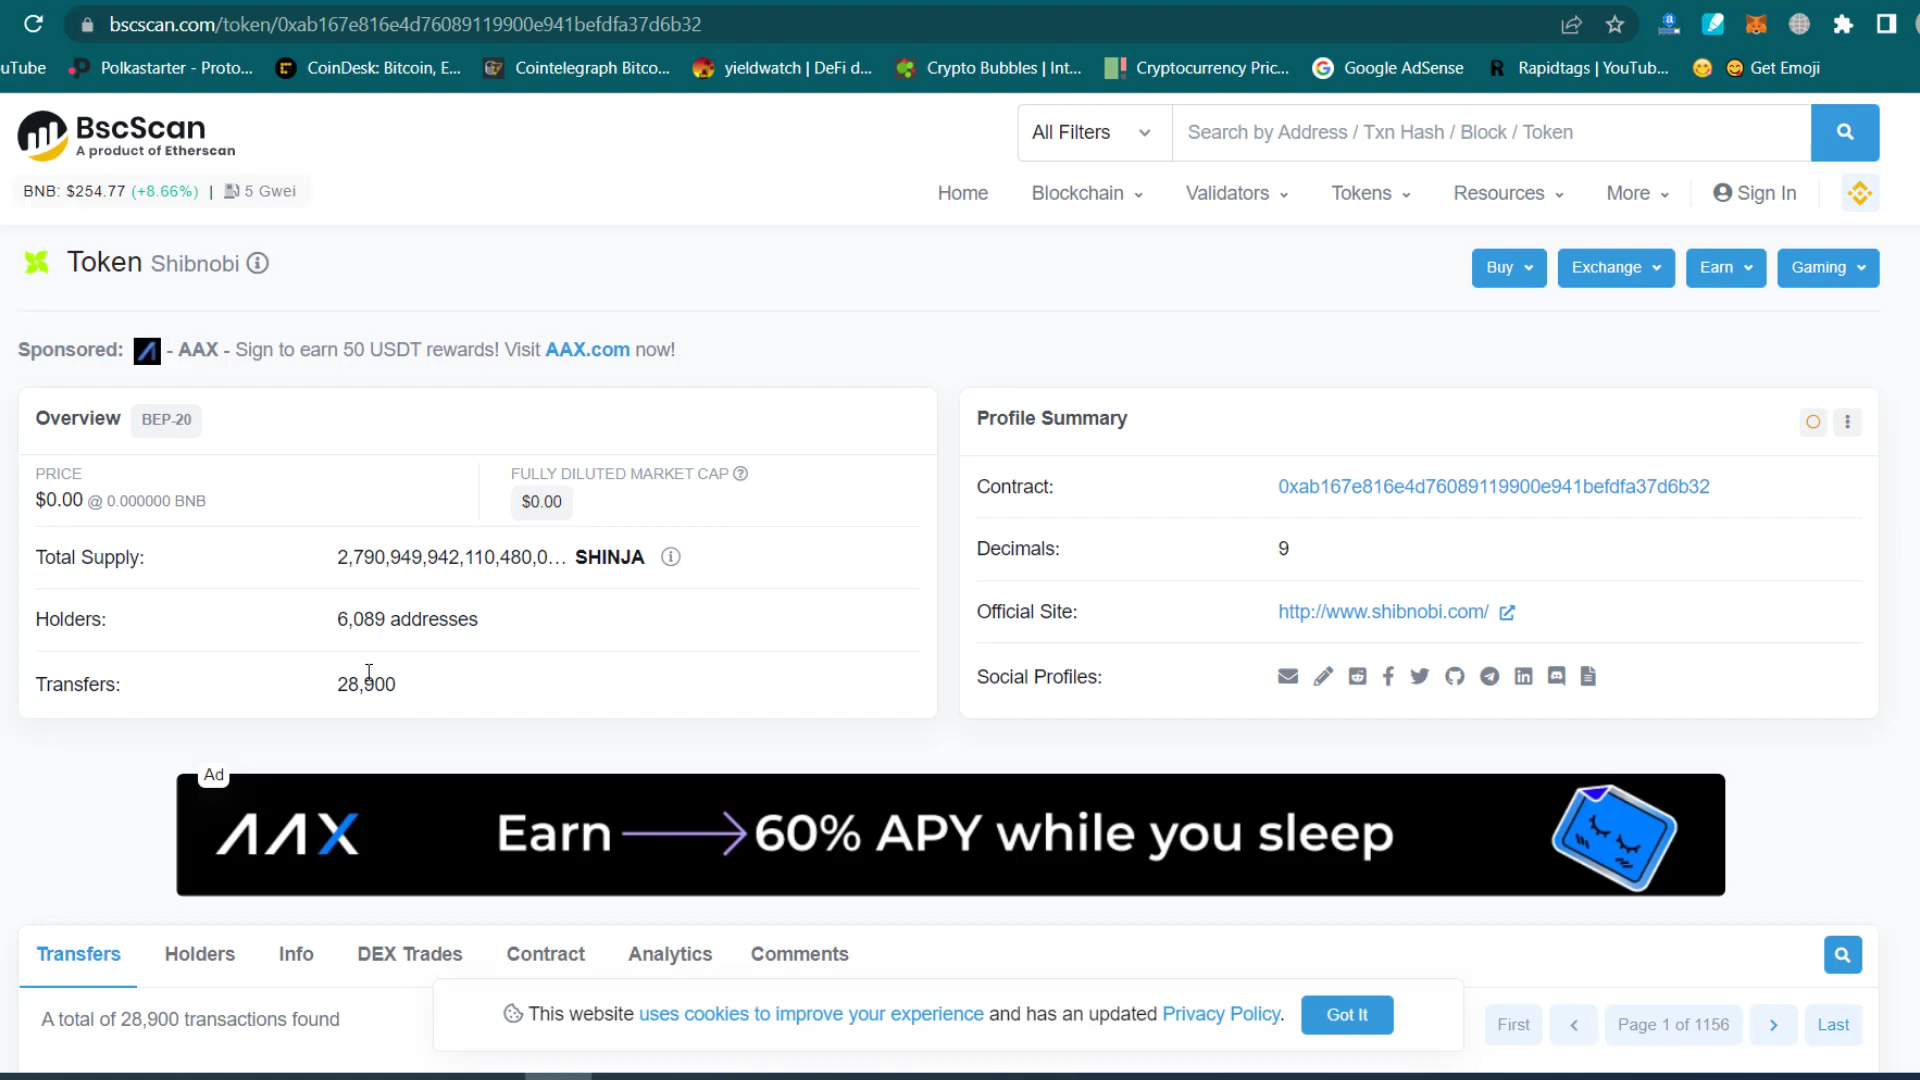 bscscan.com/token/0xab167e816e4d76089119900e941befdfa37d6b32
uTube Polkastarter - Proto... CoinDesk: Bitcoin, E... Cointelegraph Bitco... yieldwatch | DeFi d... Crypto Bubbles | Int... Cryptocurrency Pric... Google AdSense Rapidtags | YouTub... Get Emoji
BscScan
A product of Etherscan
All Filters Search by Address / Txn Hash / Block / Token
BNB: $254.77 (+8.66%) | 5 Gwei
Home Blockchain Validators Tokens Resources More Sign In
Token Shibnobi
Buy Exchange Earn Gaming
Sponsored: - AAX - Sign to earn 50 USDT rewards! Visit AAX.com now!
Overview BEP-20
PRICE
$0.00 @ 0.000000 BNB
FULLY DILUTED MARKET CAP
$0.00
Total Supply: 2,790,949,942,110,480,0... SHINJA
Holders: 6,089 addresses
Transfers: 28,900
Profile Summary
Contract: 0xab167e816e4d76089119900e941befdfa37d6b32
Decimals: 9
Official Site: http://www.shibnobi.com/
Social Profiles:
Ad
AAX Earn 60% APY while you sleep
Transfers Holders Info DEX Trades Contract Analytics Comments
A total of 28,900 transactions found
This website uses cookies to improve your experience and has an updated Privacy Policy. Got It
First Page 1 of 1156 Last